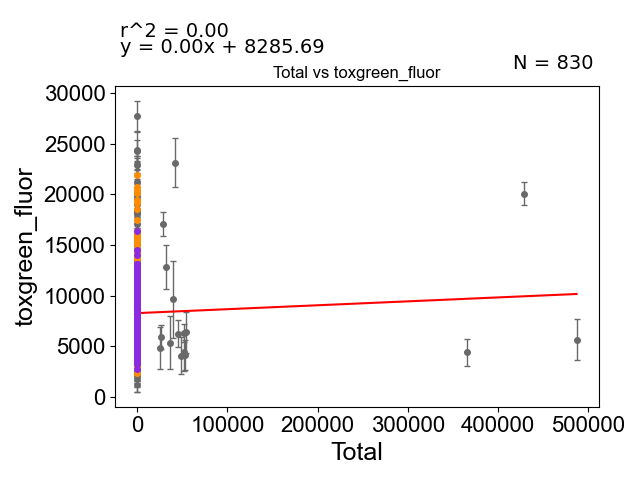 r^2 = 0.00
y = 0.00x + 8285.69
N = 830
Total vs toxgreen_fluor
30000
25000
20000
15000
10000
5000
0
toxgreen_fluor
0 100000 200000 300000 400000 500000
Total